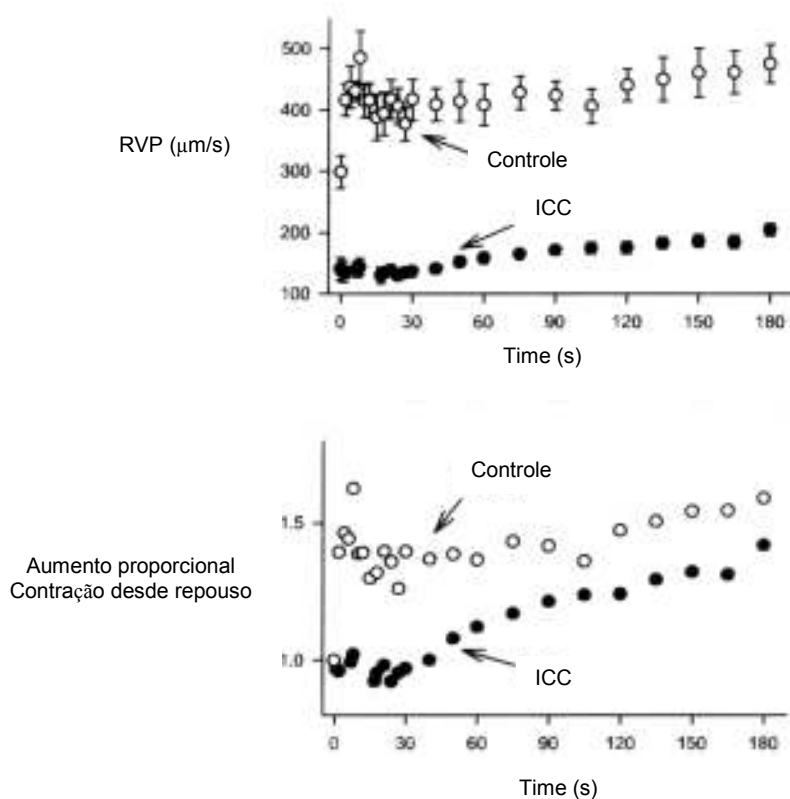 500
400
RVP (µm/s)
Controle
300
ICC
200
100
0 30 60 90 120 150 180
Time (s)
Controle
1.5
Aumento proporcional
Contração desde repouso
1.0
ICC
0 30 60 90 120 150 180
Time (s)